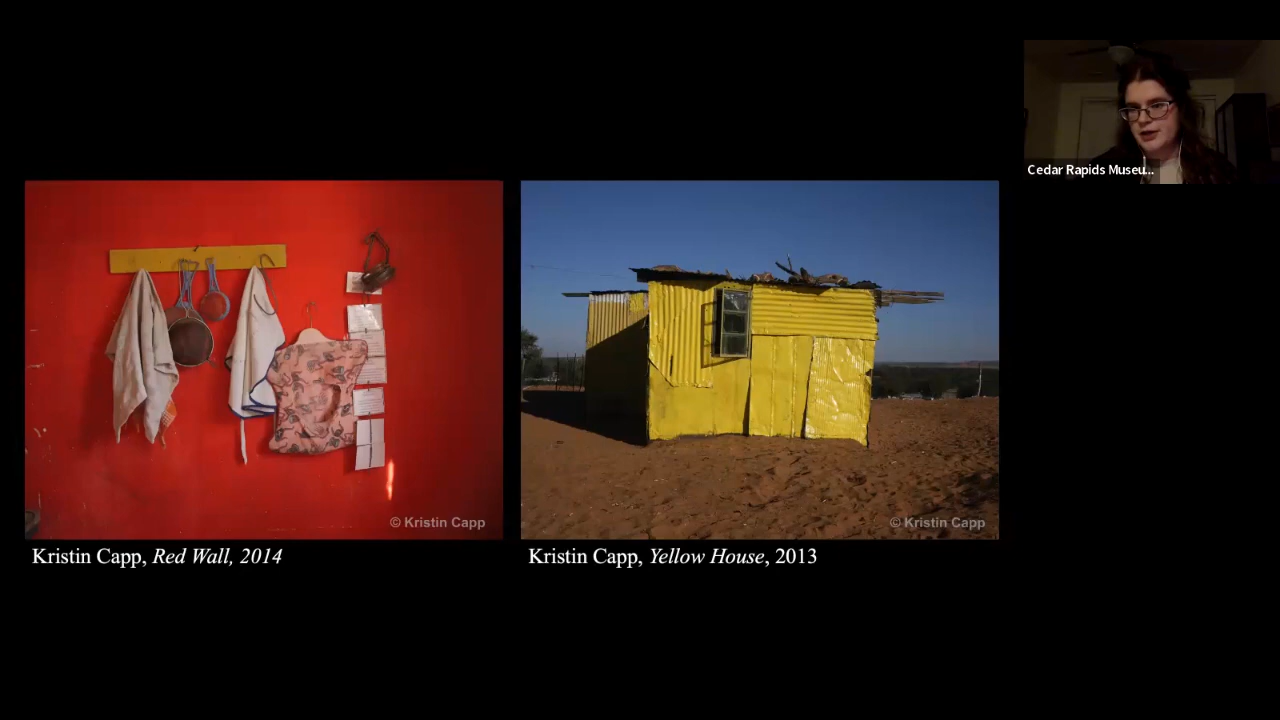 Cedar Rapids Museu...
© Kristin Capp
© Kristin Capp
Kristin Capp, Red Wall, 2014
Kristin Capp, Yellow House, 2013